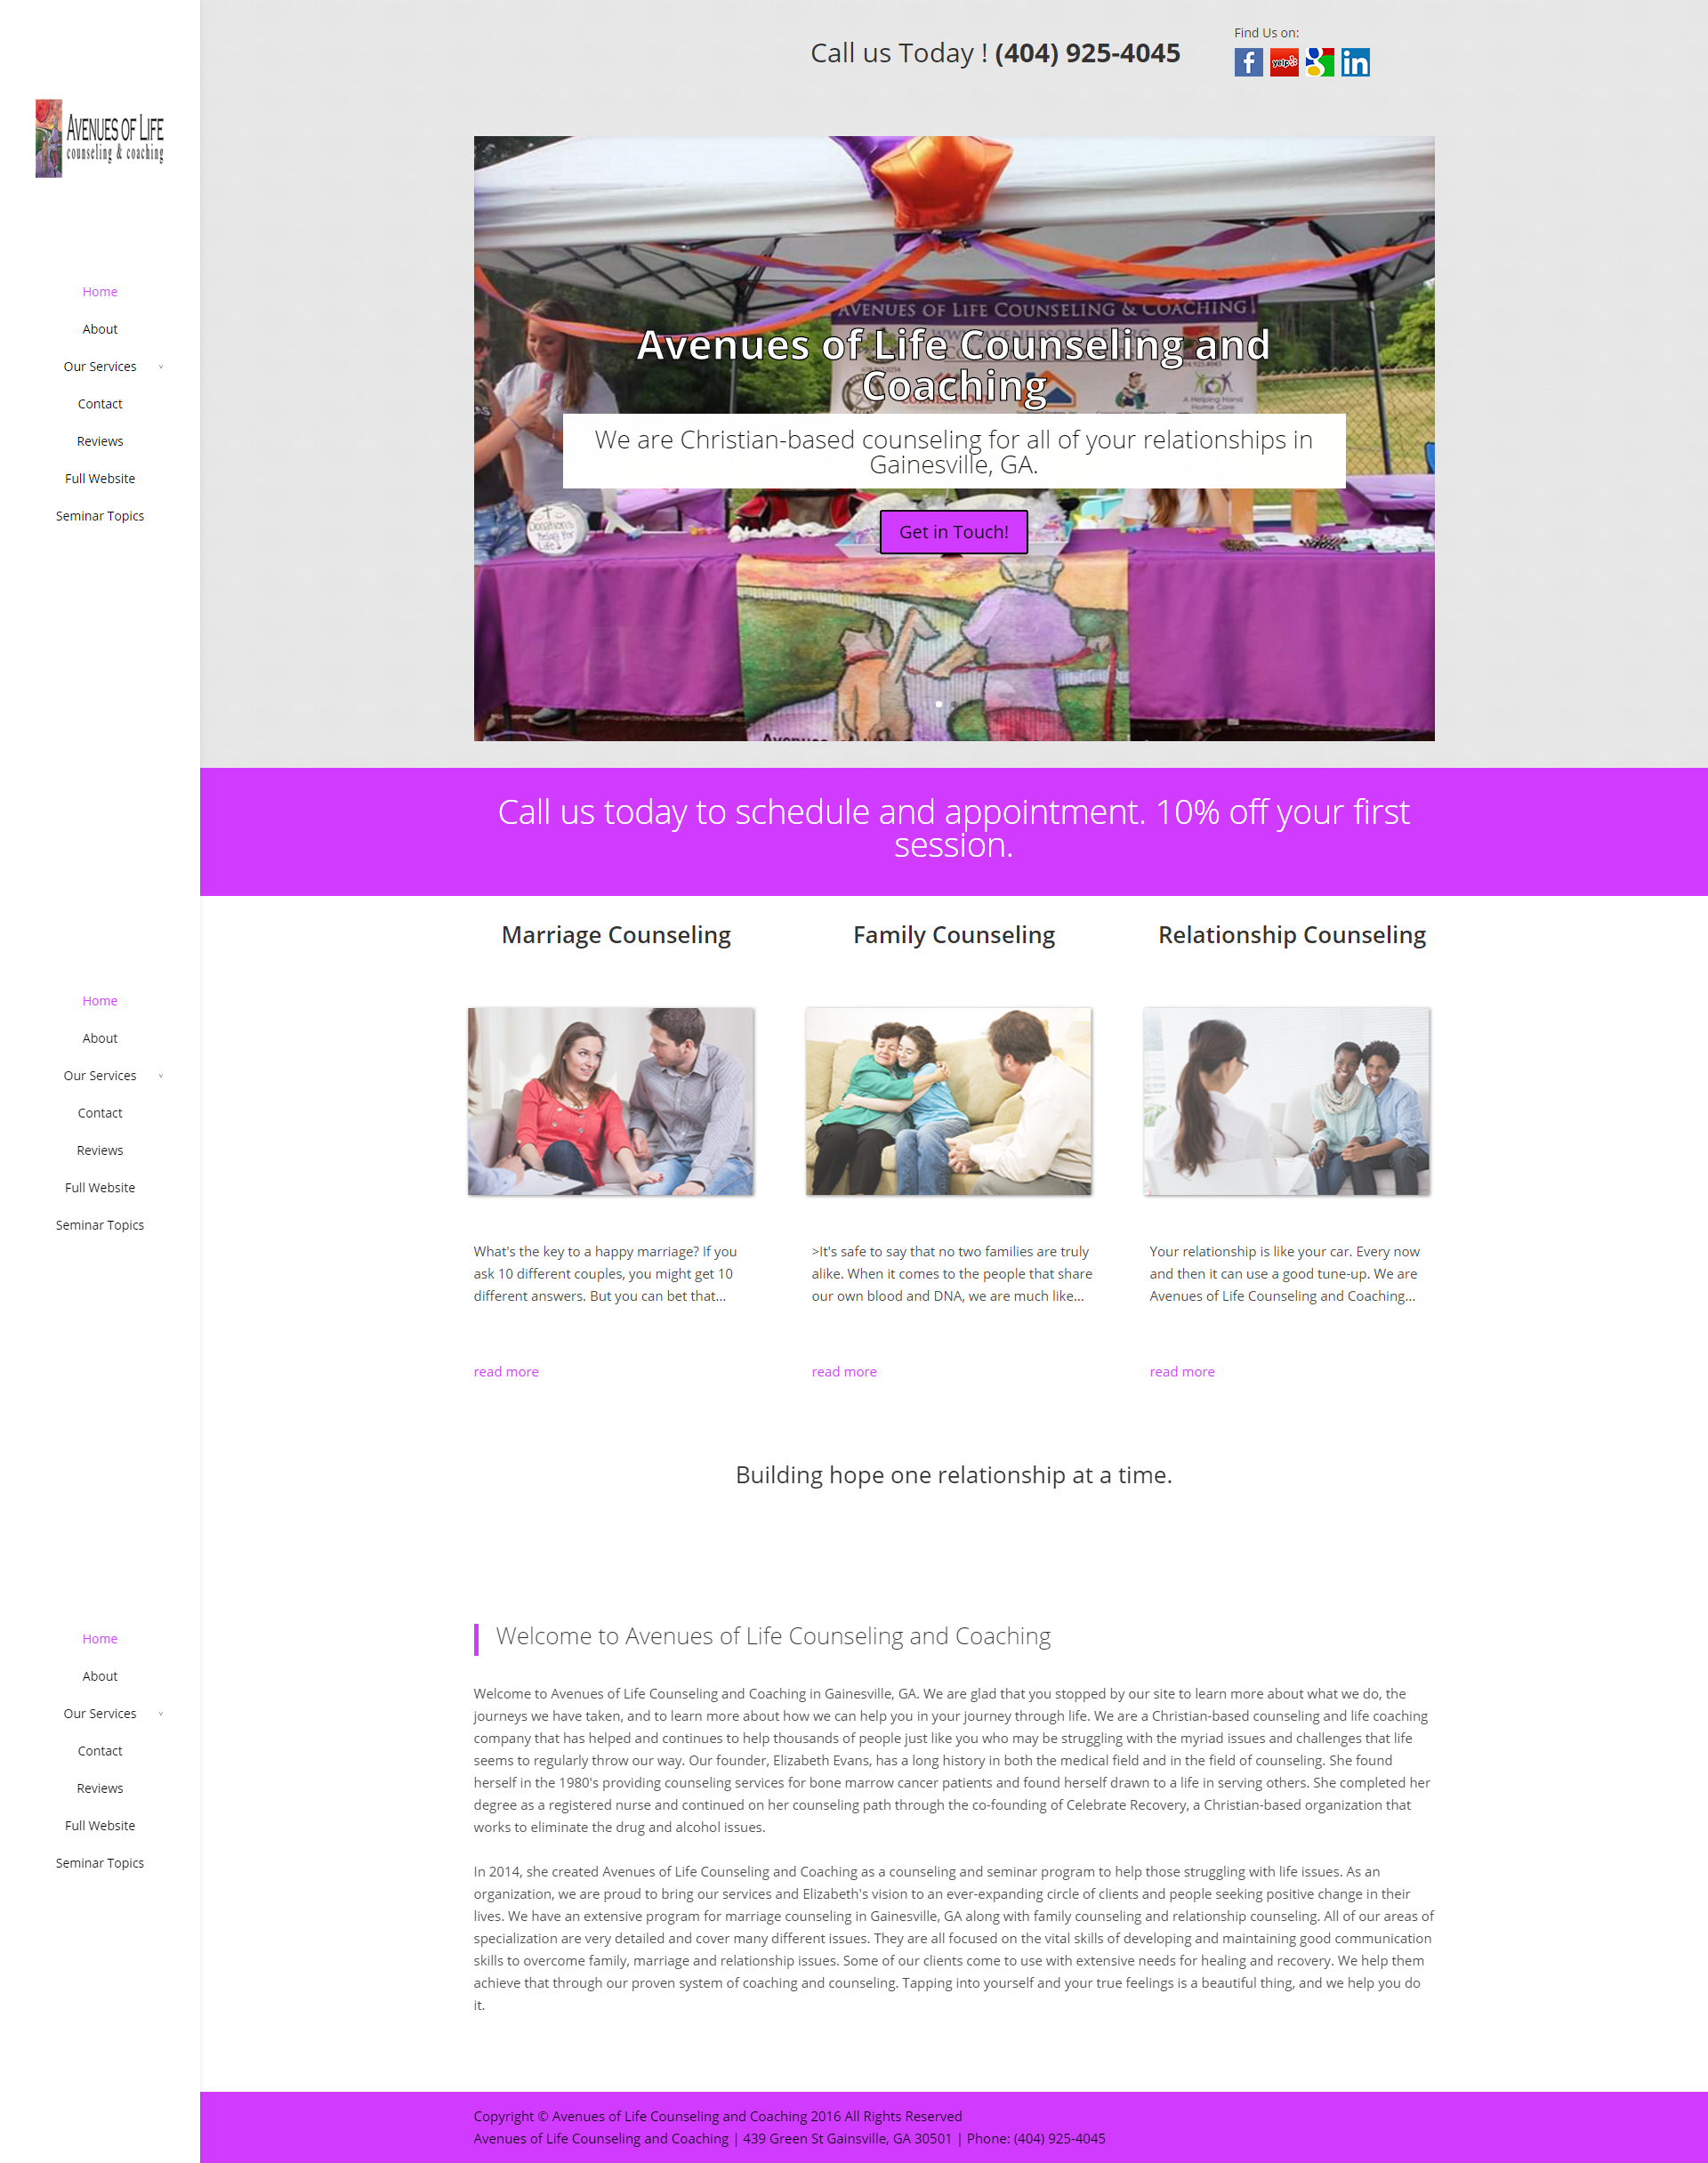 Call us Today ! (404) 925-4045
Find Us on:
yelp
AVENUES OF LIFE
counseling & coaching
Home
About
Our Services
Contact
Reviews
Full Website
Seminar Topics
AVENUES OF LIFE COUNSELING & COACHING
Avenues of Life Counseling and
Coaching
We are Christian-based counseling for all of your relationships in
Gainesville, GA.
Get in Touch!
Call us today to schedule and appointment. 10% off your first
session.
Marriage Counseling
Family Counseling
Relationship Counseling
Home
About
Our Services
Contact
Reviews
Full Website
Seminar Topics
What's the key to a happy marriage? If you
ask 10 different couples, you might get 10
different answers. But you can bet that...
read more
>It's safe to say that no two families are truly
alike. When it comes to the people that share
our own blood and DNA, we are much like...
read more
Your relationship is like your car. Every now
and then it can use a good tune-up. We are
Avenues of Life Counseling and Coaching...
read more
Building hope one relationship at a time.
Home
About
Our Services
Contact
Reviews
Full Website
Seminar Topics
Welcome to Avenues of Life Counseling and Coaching
Welcome to Avenues of Life Counseling and Coaching in Gainesville, GA. We are glad that you stopped by our site to learn more about what we do, the
journeys we have taken, and to learn more about how we can help you in your journey through life. We are a Christian-based counseling and life coaching
company that has helped and continues to help thousands of people just like you who may be struggling with the myriad issues and challenges that life
seems to regularly throw our way. Our founder, Elizabeth Evans, has a long history in both the medical field and in the field of counseling. She found
herself in the 1980's providing counseling services for bone marrow cancer patients and found herself drawn to a life in serving others. She completed her
degree as a registered nurse and continued on her counseling path through the co-founding of Celebrate Recovery, a Christian-based organization that
works to eliminate the drug and alcohol issues.
In 2014, she created Avenues of Life Counseling and Coaching as a counseling and seminar program to help those struggling with life issues. As an
organization, we are proud to bring our services and Elizabeth's vision to an ever-expanding circle of clients and people seeking positive change in their
lives. We have an extensive program for marriage counseling in Gainesville, GA along with family counseling and relationship counseling. All of our areas of
specialization are very detailed and cover many different issues. They are all focused on the vital skills of developing and maintaining good communication
skills to overcome family, marriage and relationship issues. Some of our clients come to use with extensive needs for healing and recovery. We help them
achieve that through our proven system of coaching and counseling. Tapping into yourself and your true feelings is a beautiful thing, and we help you do
it.
Copyright © Avenues of Life Counseling and Coaching 2016 All Rights Reserved
Avenues of Life Counseling and Coaching | 439 Green St Gainsville, GA 30501 | Phone: (404) 925-4045